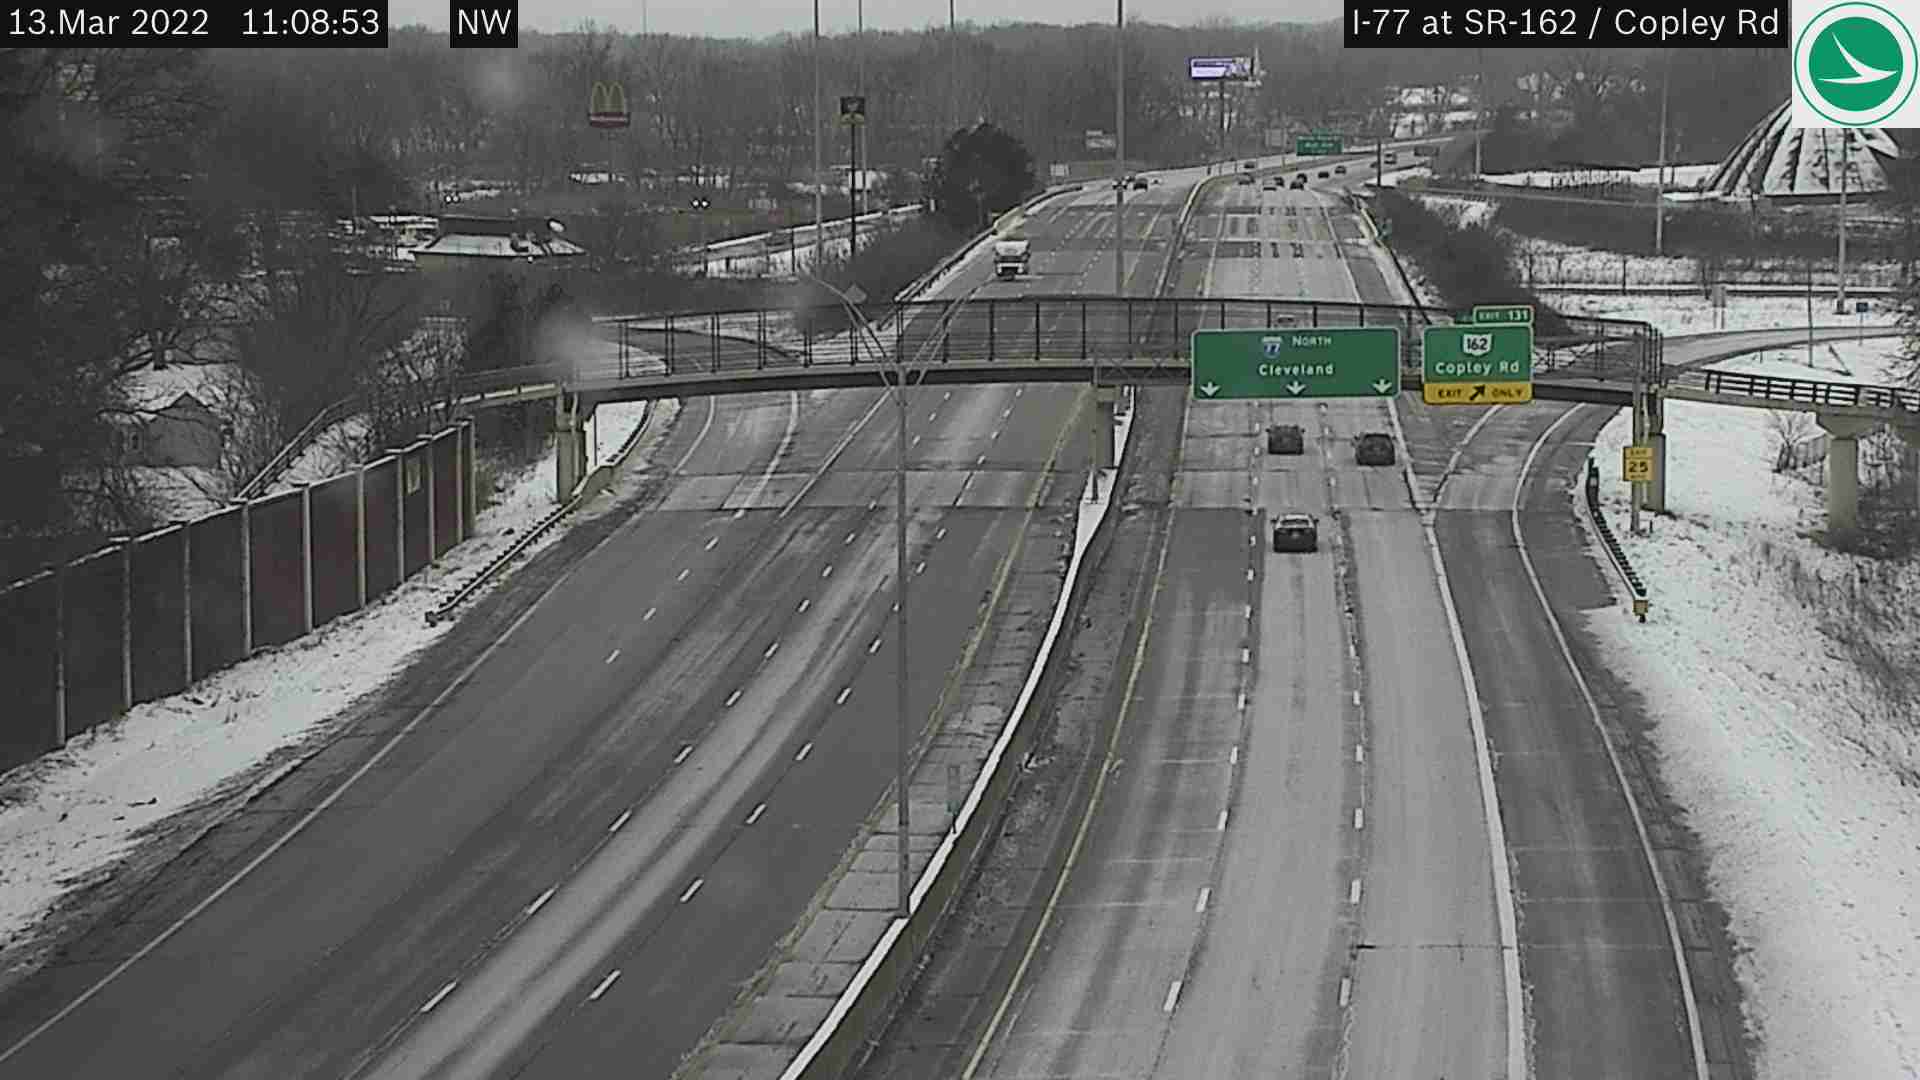 13.Mar 2022 11:08:53
NW
I-77 at SR-162 / Copley Rd
EXIT 131
77 NORTH
Cleveland
162
Copley Rd
EXIT ONLY
EXIT
25